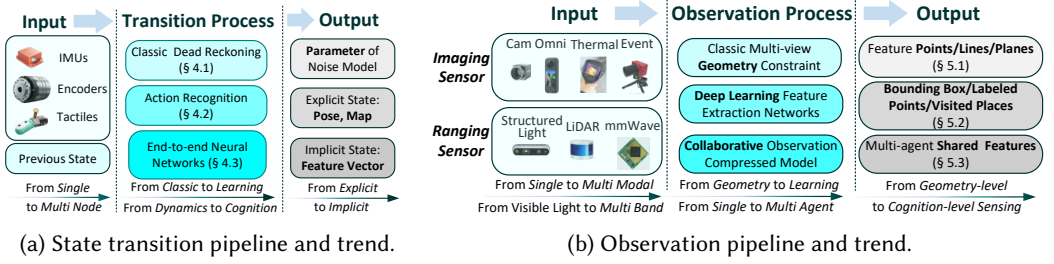 Input
Transition Process
Output
IMUs
Encoders
Tactiles
Previous State
Classic Dead Reckoning
(§ 4.1)
Action Recognition
(§ 4.2)
End-to-end Neural
Networks (§ 4.3)
Parameter of
Noise Model
Explicit State:
Pose, Map
Implicit State:
Feature Vector
From Single
to Multi Node
From Classic to Learning
From Dynamics to Cognition
From Explicit
to Implicit
(a) State transition pipeline and trend.
Input
Observation Process
Output
Imaging
Sensor
Cam Omni Thermal Event
Ranging
Sensor
Structured
Light
LiDAR
mmWave
Classic Multi-view
Geometry Constraint
Deep Learning Feature
Extraction Networks
Collaborative Observation
Compressed Model
Feature Points/Lines/Planes
(§ 5.1)
Bounding Box/Labeled
Points/Visited Places
(§ 5.2)
Multi-agent Shared Features
(§ 5.3)
From Single to Multi Modal
From Visible Light to Multi Band
From Geometry to Learning
From Single to Multi Agent
From Geometry-level
to Cognition-level Sensing
(b) Observation pipeline and trend.